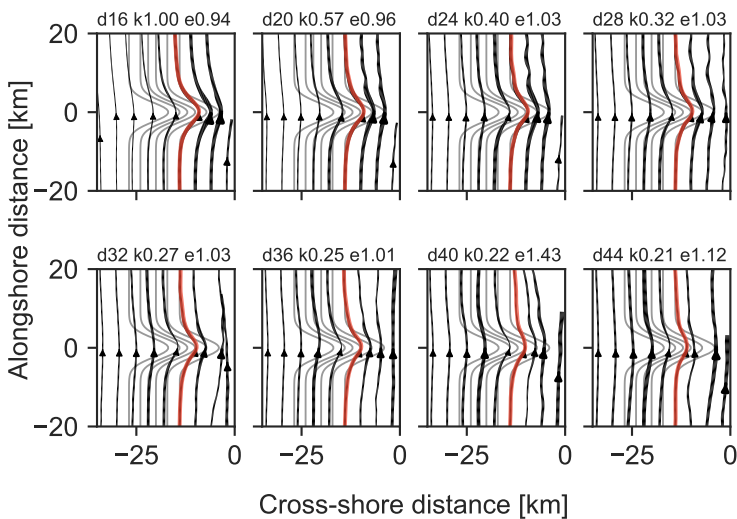 d16 k1.00 e0.94
d20 k0.57 e0.96
d24 k0.40 e1.03
d28 k0.32 e1.03
20
0
−20
d32 k0.27 e1.03
d36 k0.25 e1.01
d40 k0.22 e1.43
d44 k0.21 e1.12
20
0
−20
−25 0
−25 0
−25 0
−25 0
Alongshore distance [km]
Cross-shore distance [km]